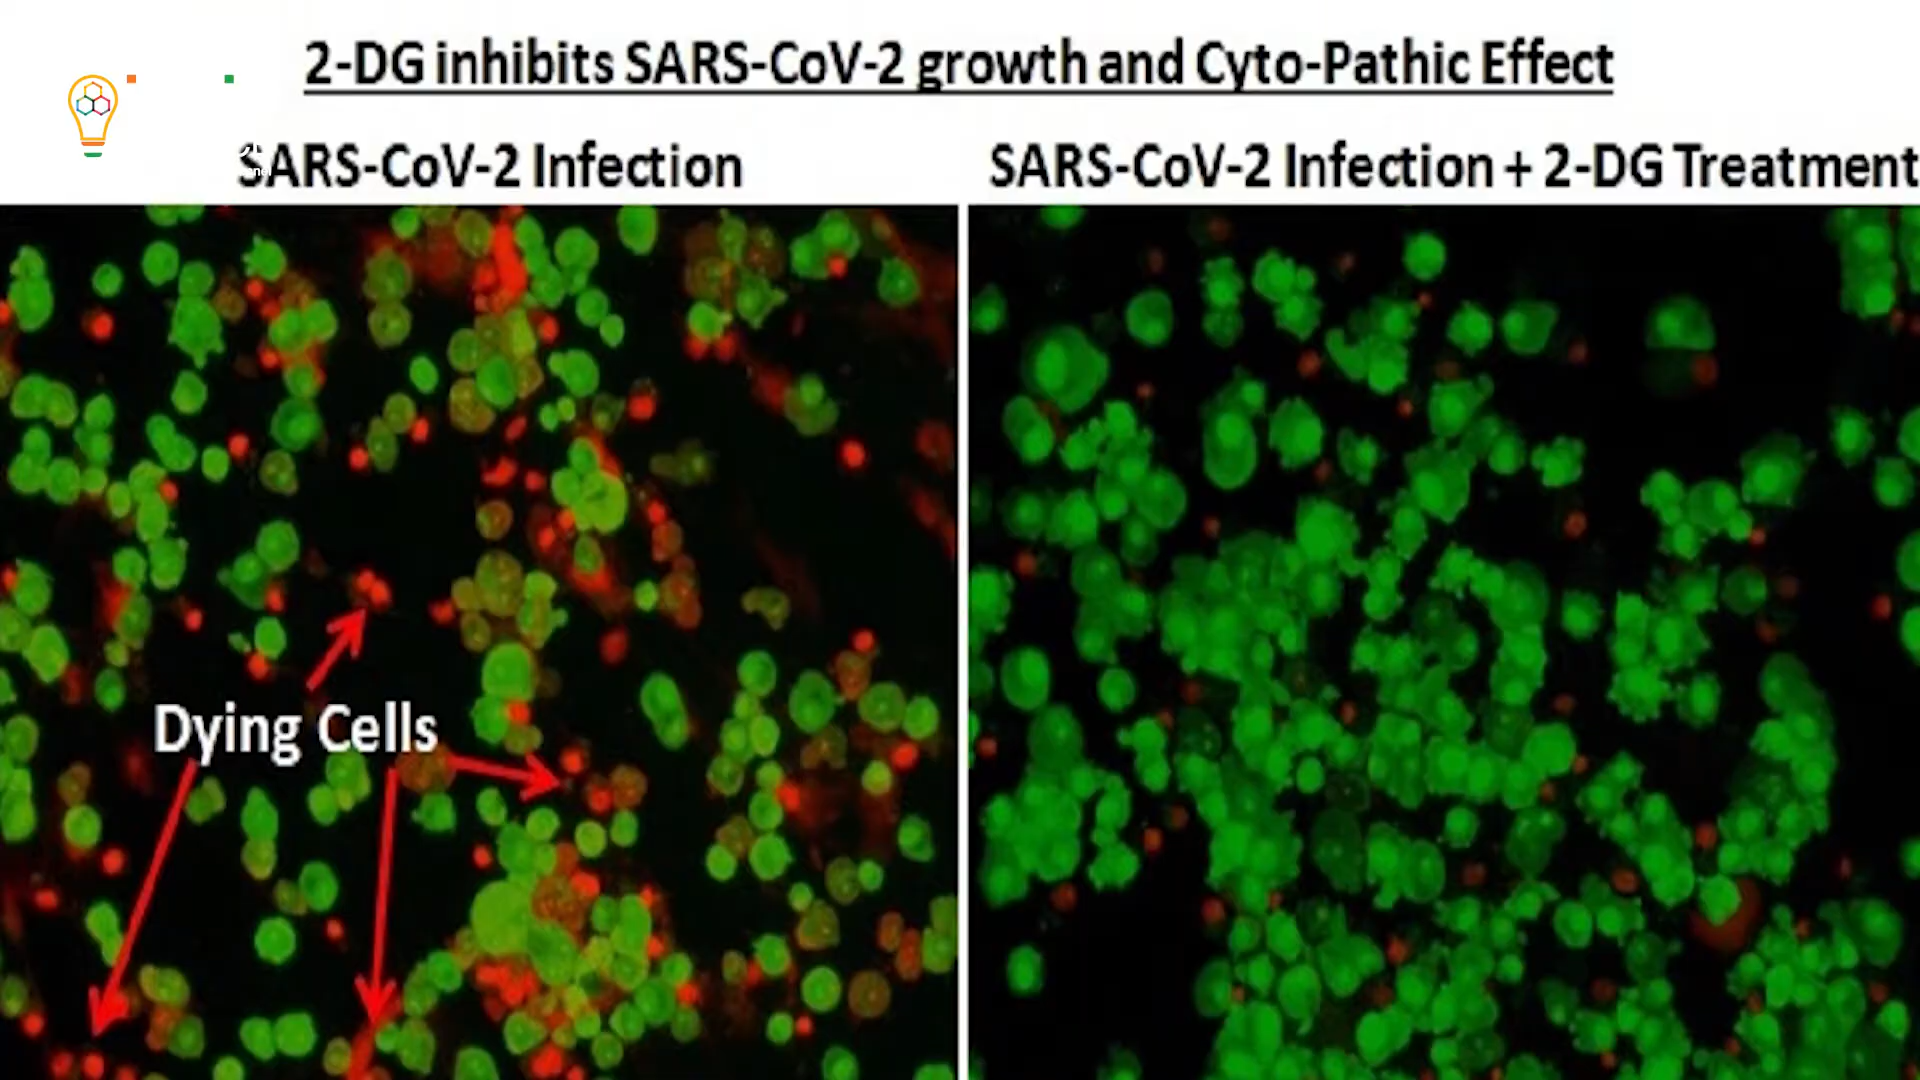 2-DG inhibits SARS-CoV-2 growth and Cyto-Pathic Effect
SARS-CoV-2 Infection
SARS-CoV-2 Infection + 2-DG Treatment
Dying Cells